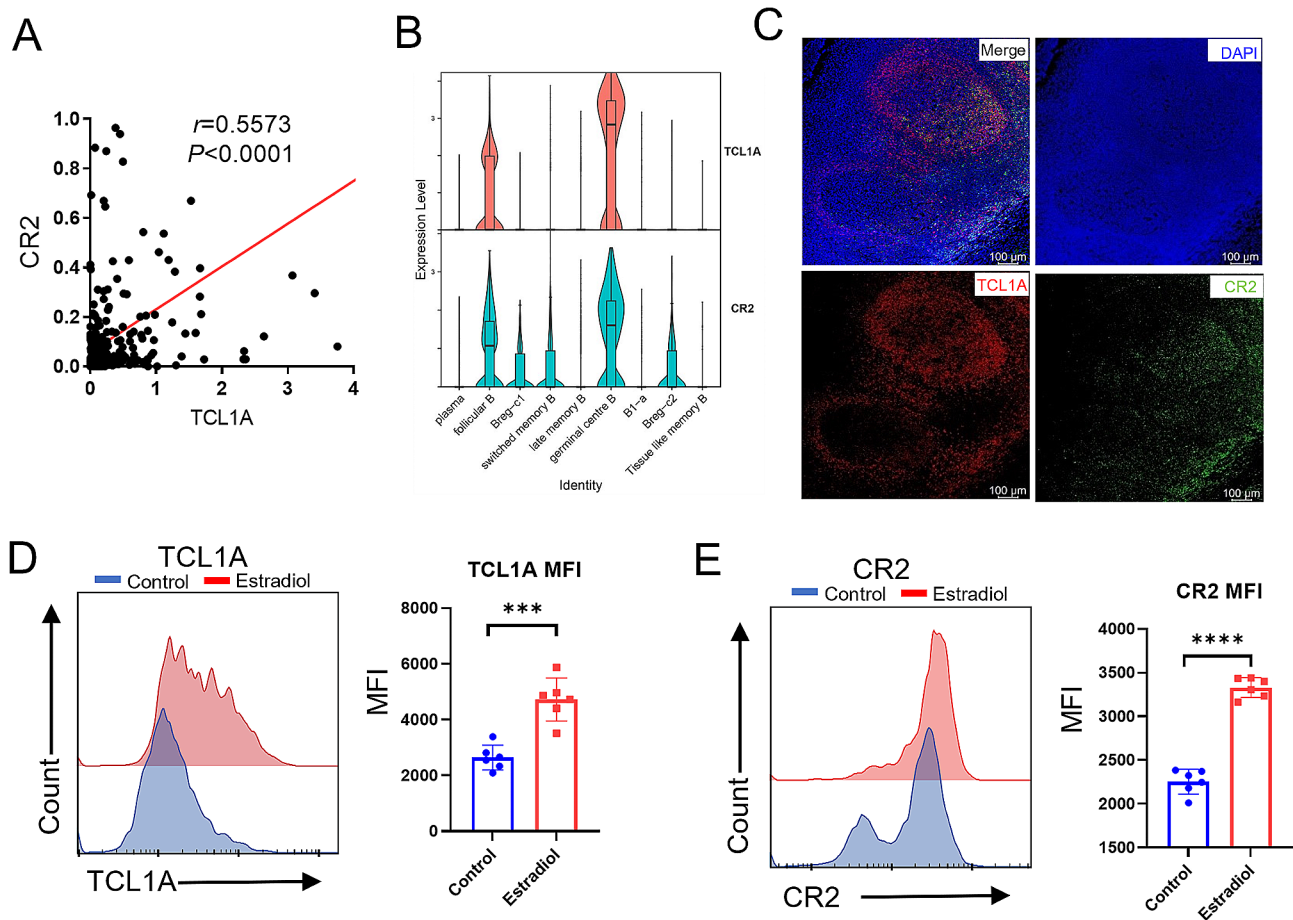 A
r=0.5573
P<0.0001
1.0
0.8
0.6
0.4
0.2
0.0
CR2
0 1 2 3 4
TCL1A
B
3
TCL1A
3
CR2
Expression Level
plasma
follicular B
Breg-c1
switched memory B
late memory B
germinal centre B
B1-a
Breg-c2
Tissue like memory B
Identity
C
Merge
100 µm
DAPI
100 µm
TCL1A
100 µm
CR2
100 µm
D
TCL1A
Control Estradiol
Count
TCL1A
TCL1A MFI
***
8000
6000
4000
2000
0
MFI
Control
Estradiol
E
CR2
Control Estradiol
Count
CR2
CR2 MFI
****
4000
3500
3000
2500
2000
1500
MFI
Control
Estradiol